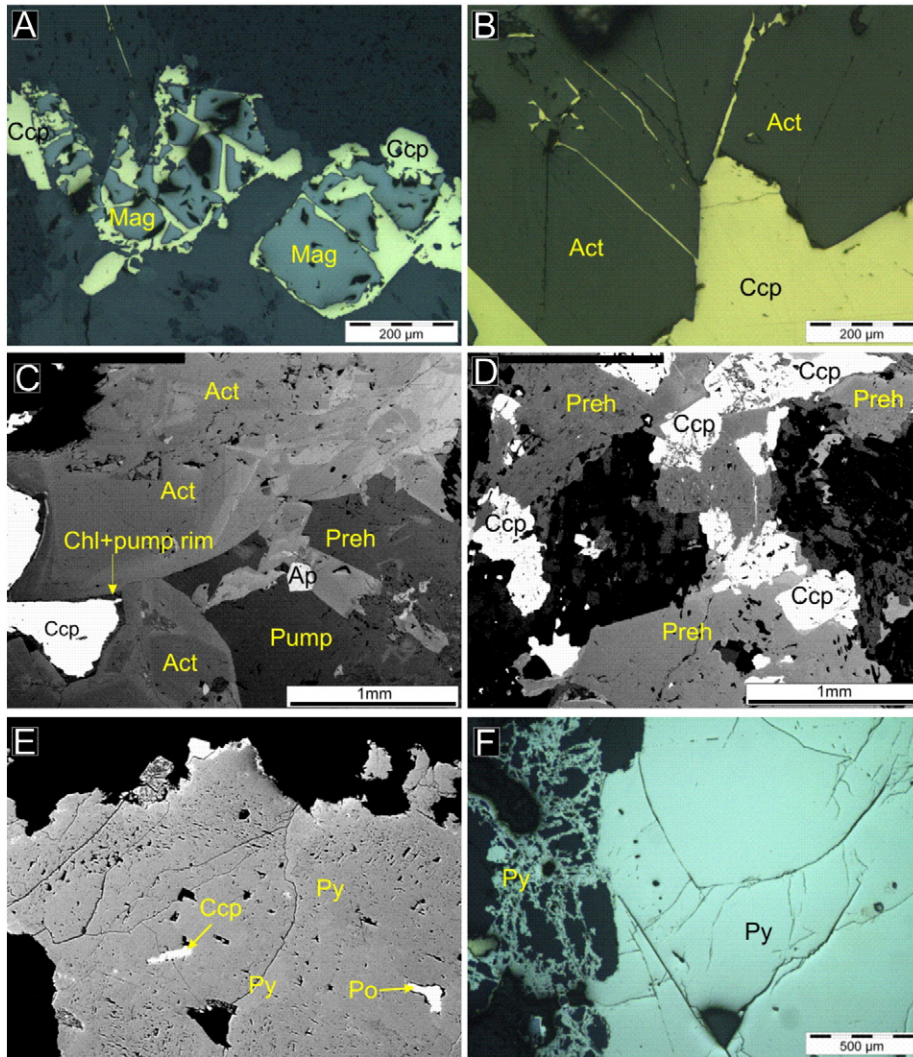 A
Ccp
Ccp
Mag
Mag
200 µm
B
Act
Act
Ccp
200 µm
C
Act
Act
Chl+pump rim
Preh
Ap
Ccp
Act
Pump
1mm
D
Ccp
Preh
Preh
Ccp
Ccp
Ccp
Preh
1mm
E
Py
Ccp
Py
Po
F
Py
Py
500 µm